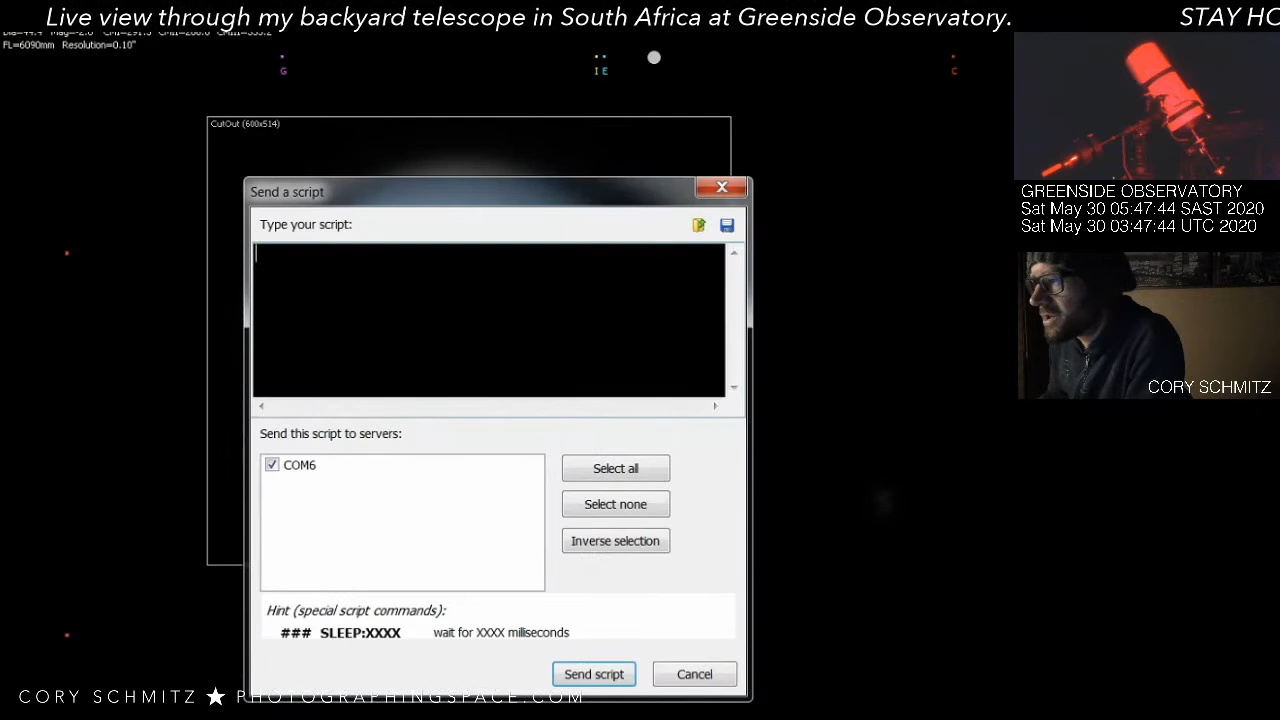 Live view through my backyard telescope in South Africa at Greenside Observatory.
STAY HO
FL=6090mm Resolution=0.10"
G
I E
C
CutOut (600x514)
GREENSIDE OBSERVATORY
Sat May 30 05:47:44 SAST 2020
Sat May 30 03:47:44 UTC 2020
CORY SCHMITZ
Send a script
Type your script:
Send this script to servers:
COM6
Select all
Select none
Inverse selection
Hint (special script commands):
### SLEEP:XXXX wait for XXXX miliseconds
Send script
Cancel
CORY SCHMITZ ★ PHOTOGRAPHINGSPACE.COM